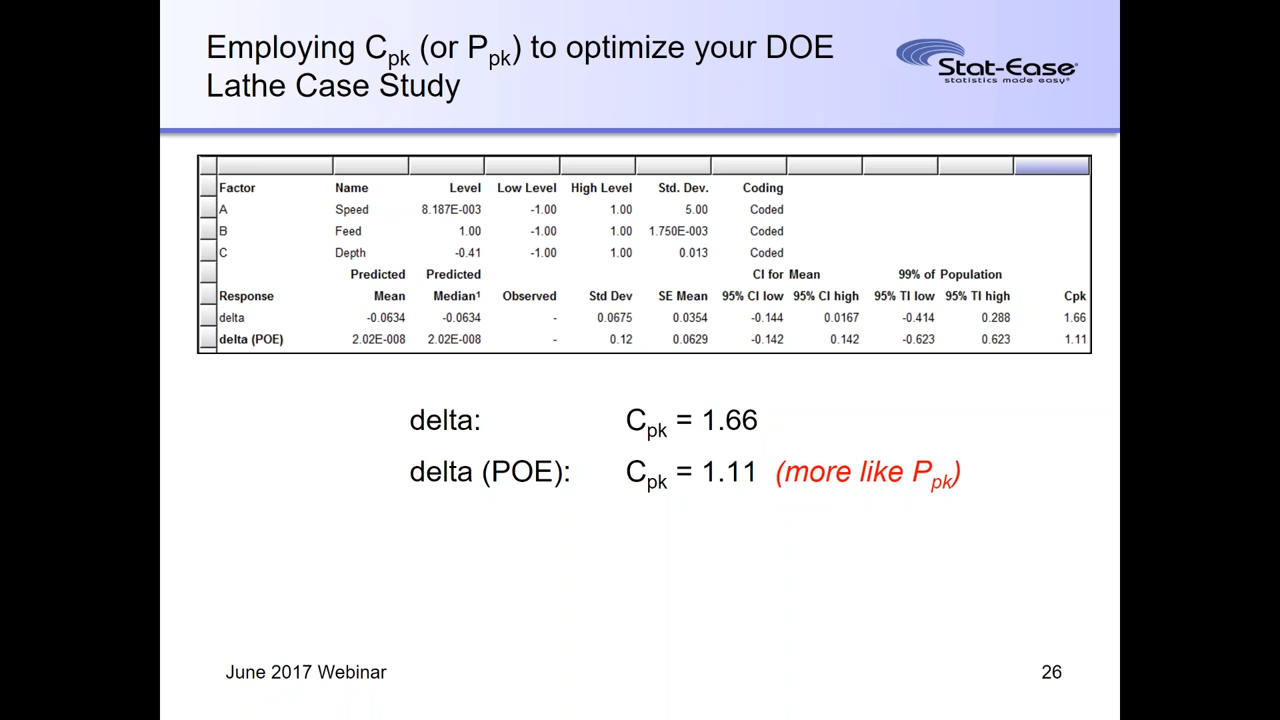 Employing Cpk (or Ppk) to optimize your DOE
Lathe Case Study
Stat-Ease®
statistics made easy®
Factor Name Level Low Level High Level Std. Dev. Coding
A Speed 8.187E-003 -1.00 1.00 5.00 Coded
B Feed 1.00 -1.00 1.00 1.750E-003 Coded
C Depth -0.41 -1.00 1.00 0.013 Coded
Predicted Predicted CI for Mean 99% of Population
Response Mean Median¹ Observed Std Dev SE Mean 95% CI low 95% CI high 95% TI low 95% TI high Cpk
delta -0.0634 -0.0634 - 0.0675 0.0354 -0.144 0.0167 -0.414 0.288 1.66
delta (POE) 2.02E-008 2.02E-008 - 0.12 0.0629 -0.142 0.142 -0.623 0.623 1.11
delta: Cpk = 1.66
delta (POE): Cpk = 1.11 (more like Ppk)
June 2017 Webinar 26